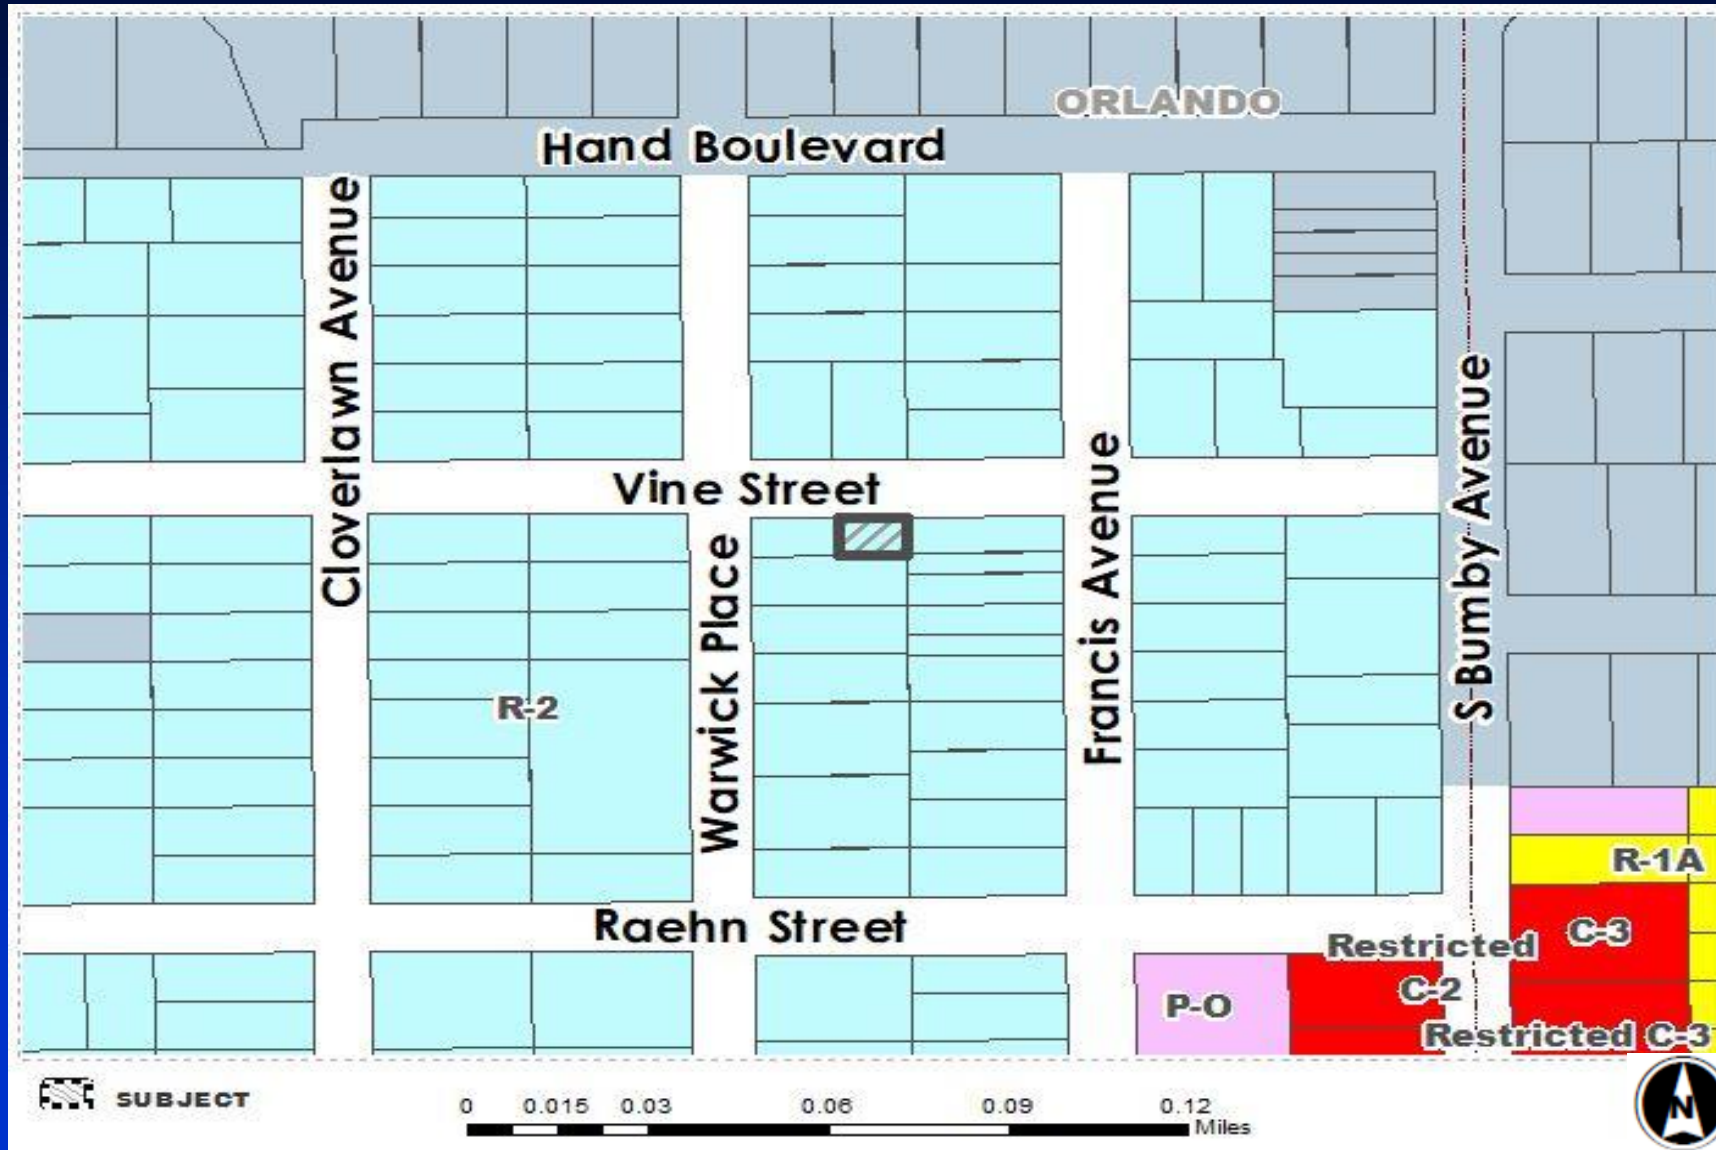 ORLANDO
Hand Boulevard
Cloverlawn Avenue
Vine Street
Warwick Place
Francis Avenue
S Bumby Avenue
R-2
R-1A
Raehn Street
C-3
Restricted
C-2
P-O
Restricted C-3
SUBJECT
0 0.015 0.03 0.06 0.09 0.12
Miles
N